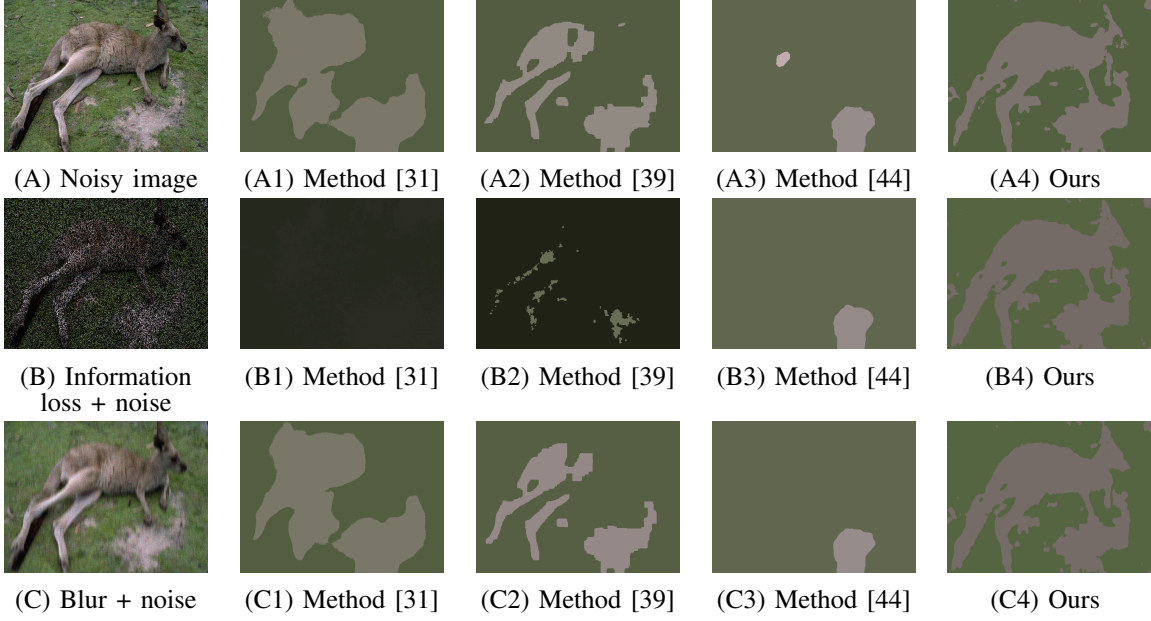 (A) Noisy image
(A1) Method [31]
(A2) Method [39]
(A3) Method [44]
(A4) Ours
(B) Information
loss + noise
(B1) Method [31]
(B2) Method [39]
(B3) Method [44]
(B4) Ours
(C) Blur + noise
(C1) Method [31]
(C2) Method [39]
(C3) Method [44]
(C4) Ours